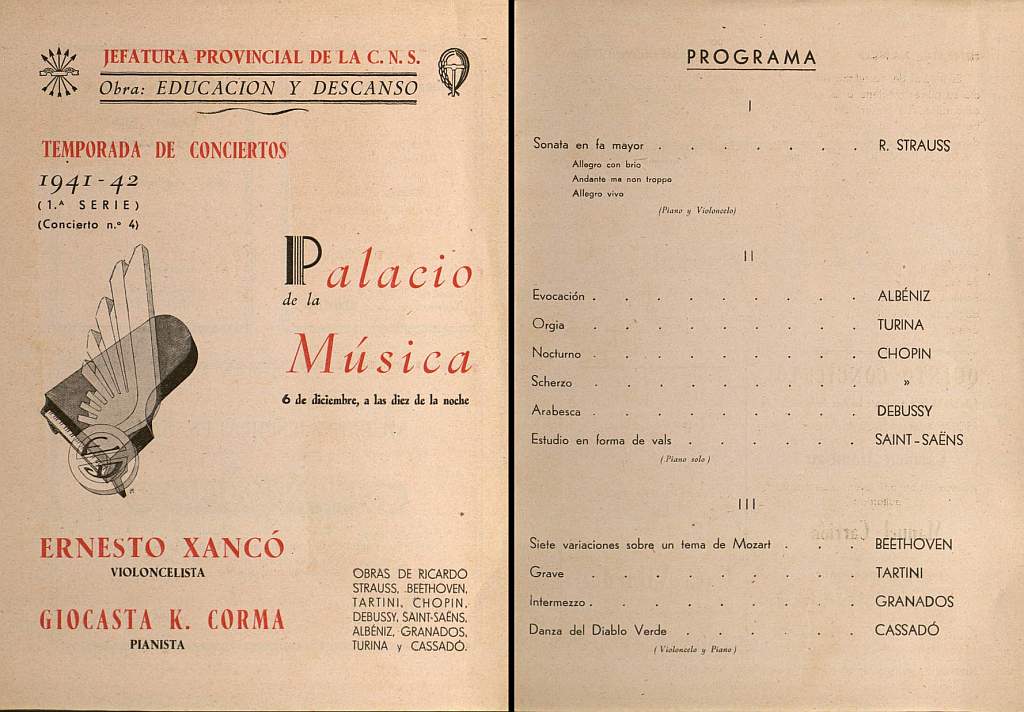 JEFATURA PROVINCIAL DE LA C. N. S.
Obra: EDUCACION Y DESCANSO
TEMPORADA DE CONCIERTOS
1941-42
(1.ᴬ SERIE)
(Concierto n.º 4)
Palacio
de la
Música
6 de diciembre, a las diez de la noche
ERNESTO XANCÓ
VIOLONCELISTA
GIOCASTA K. CORMA
PIANISTA
OBRAS DE RICARDO
STRAUSS, BEETHOVEN,
TARTINI, CHOPIN,
DEBUSSY, SAINT-SAËNS,
ALBÉNIZ, GRANADOS,
TURINA y CASSADÓ.
PROGRAMA
I
Sonata en fa mayor . . . . . . . R. STRAUSS
Allegro con brio
Andante ma non troppo
Allegro vivo
(Piano y Violoncelo)
II
Evocación . . . . . . . . . ALBÉNIZ
Orgia . . . . . . . . . TURINA
Nocturno . . . . . . . . . CHOPIN
Scherzo . . . . . . . . . »
Arabesca . . . . . . . . . DEBUSSY
Estudio en forma de vals . . . . . . SAINT-SAËNS
(Piano solo)
III
Siete variaciones sobre un tema de Mozart . . . BEETHOVEN
Grave . . . . . . . . . TARTINI
Intermezzo . . . . . . . . . GRANADOS
Danza del Diablo Verde . . . . . . CASSADÓ
(Violoncelo y Piano)